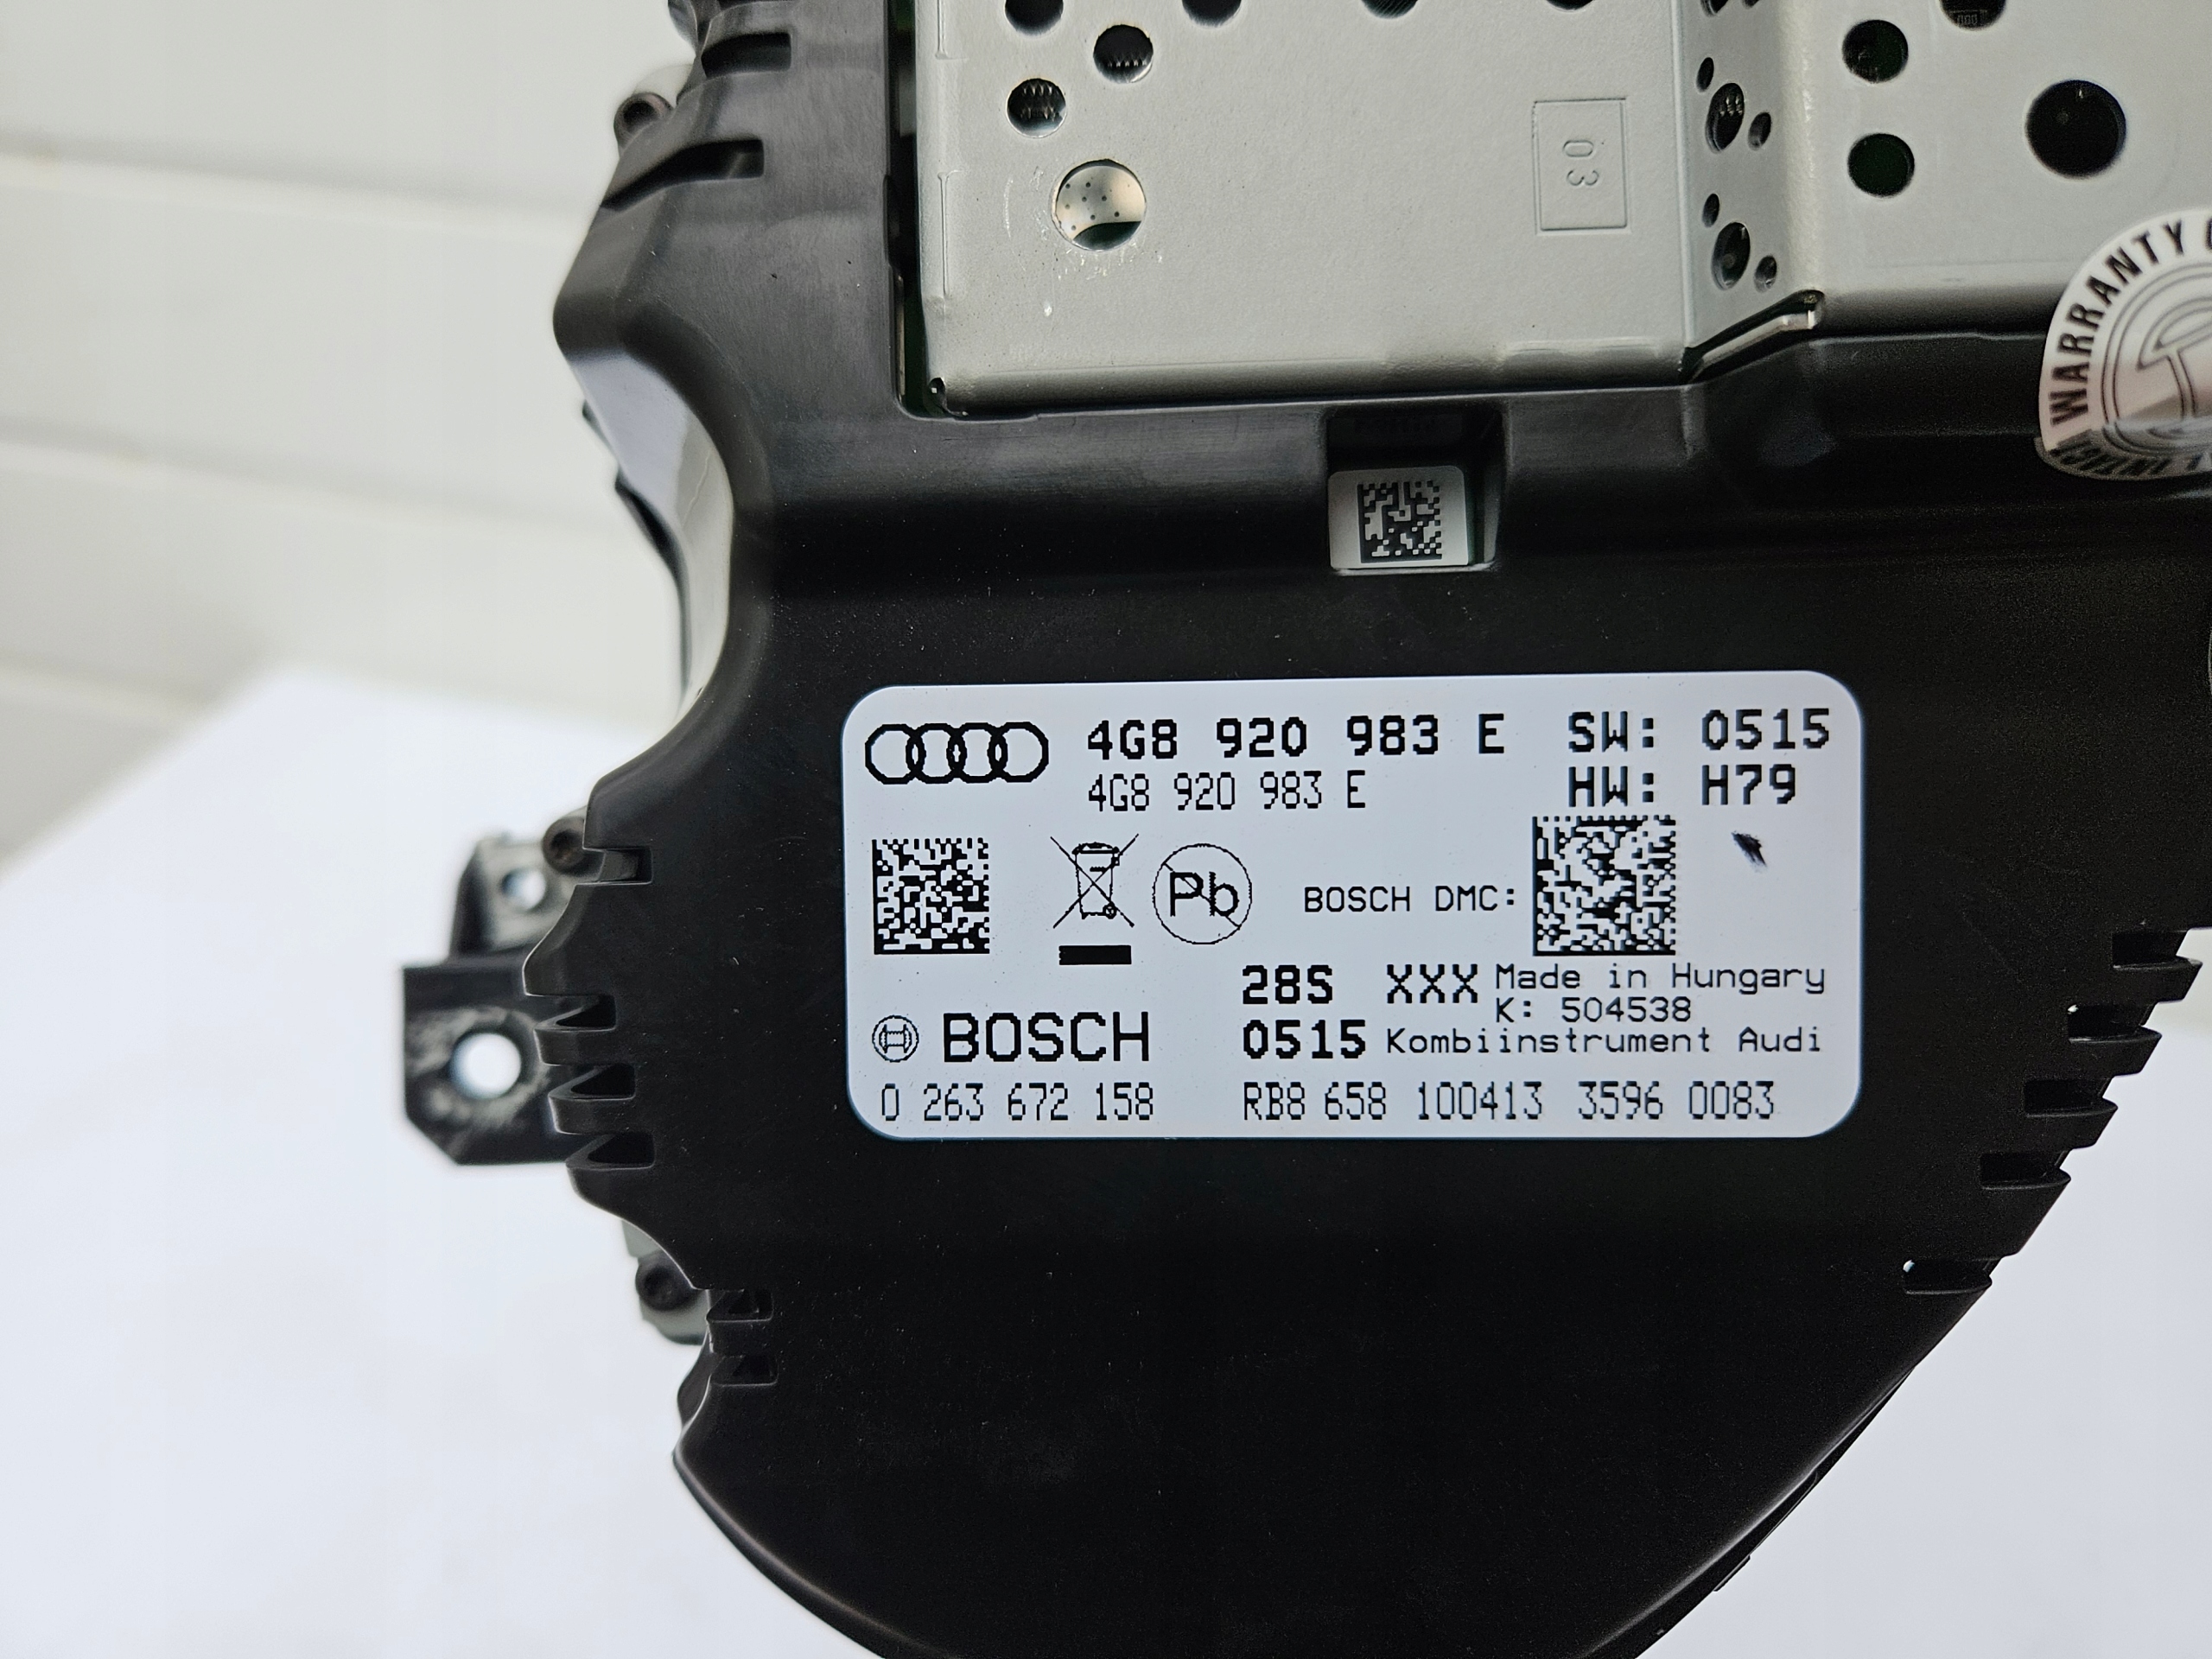 03
WARRANTY
4G8 920 983 E SW: 0515
4G8 920 983 E HW: H79
Pb
BOSCH DMC:
28S XXX Made in Hungary
K: 504538
BOSCH 0515 Kombiinstrument Audi
0 263 672 158 RB8 658 100413 3596 0083